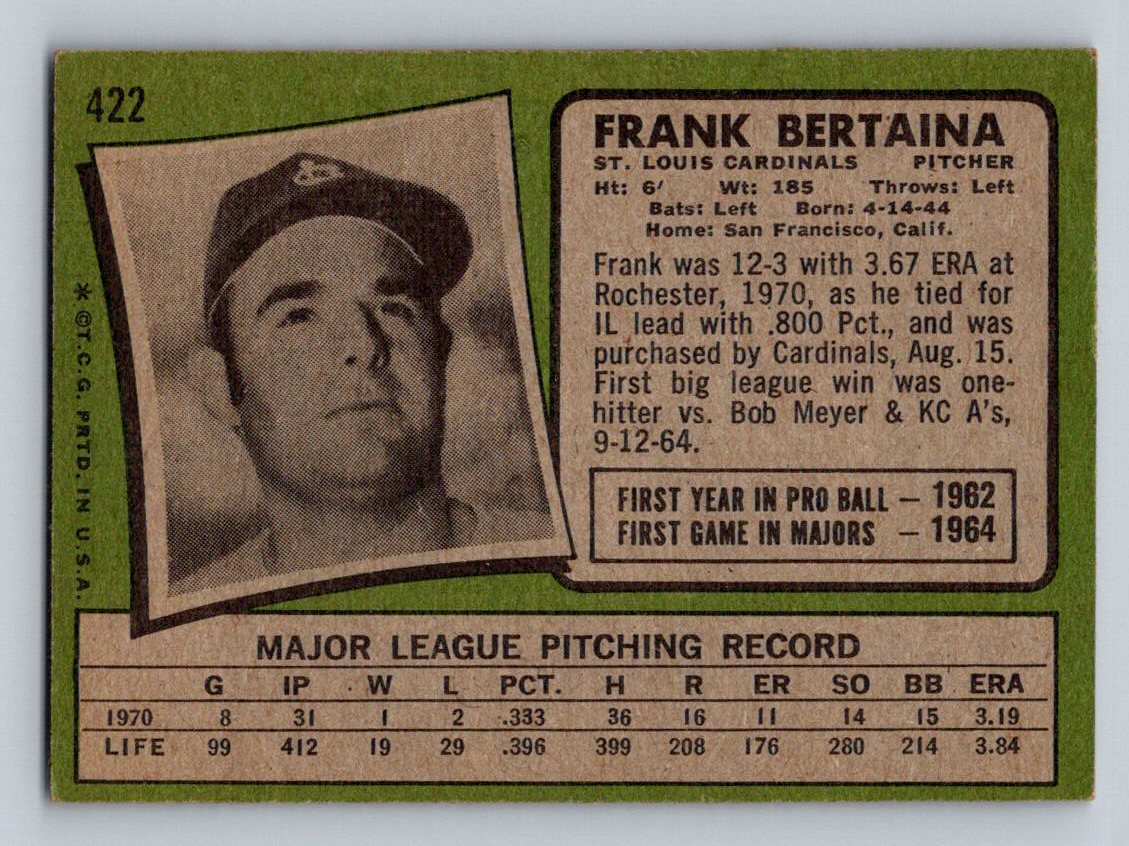 422
FRANK BERTAINA
ST. LOUIS CARDINALS PITCHER
Ht: 6' Wt: 185 Throws: Left
Bats: Left Born: 4-14-44
Home: San Francisco, Calif.
Frank was 12-3 with 3.67 ERA at
Rochester, 1970, as he tied for
IL lead with .800 Pct., and was
purchased by Cardinals, Aug. 15.
First big league win was one-
hitter vs. Bob Meyer & KC A's,
9-12-64.
FIRST YEAR IN PRO BALL – 1962
FIRST GAME IN MAJORS – 1964
* © T.C.G. PRTD. IN U.S.A.
MAJOR LEAGUE PITCHING RECORD
G IP W L PCT. H R ER SO BB ERA
1970 8 31 1 2 .333 36 16 11 14 15 3.19
LIFE 99 412 19 29 .396 399 208 176 280 214 3.84